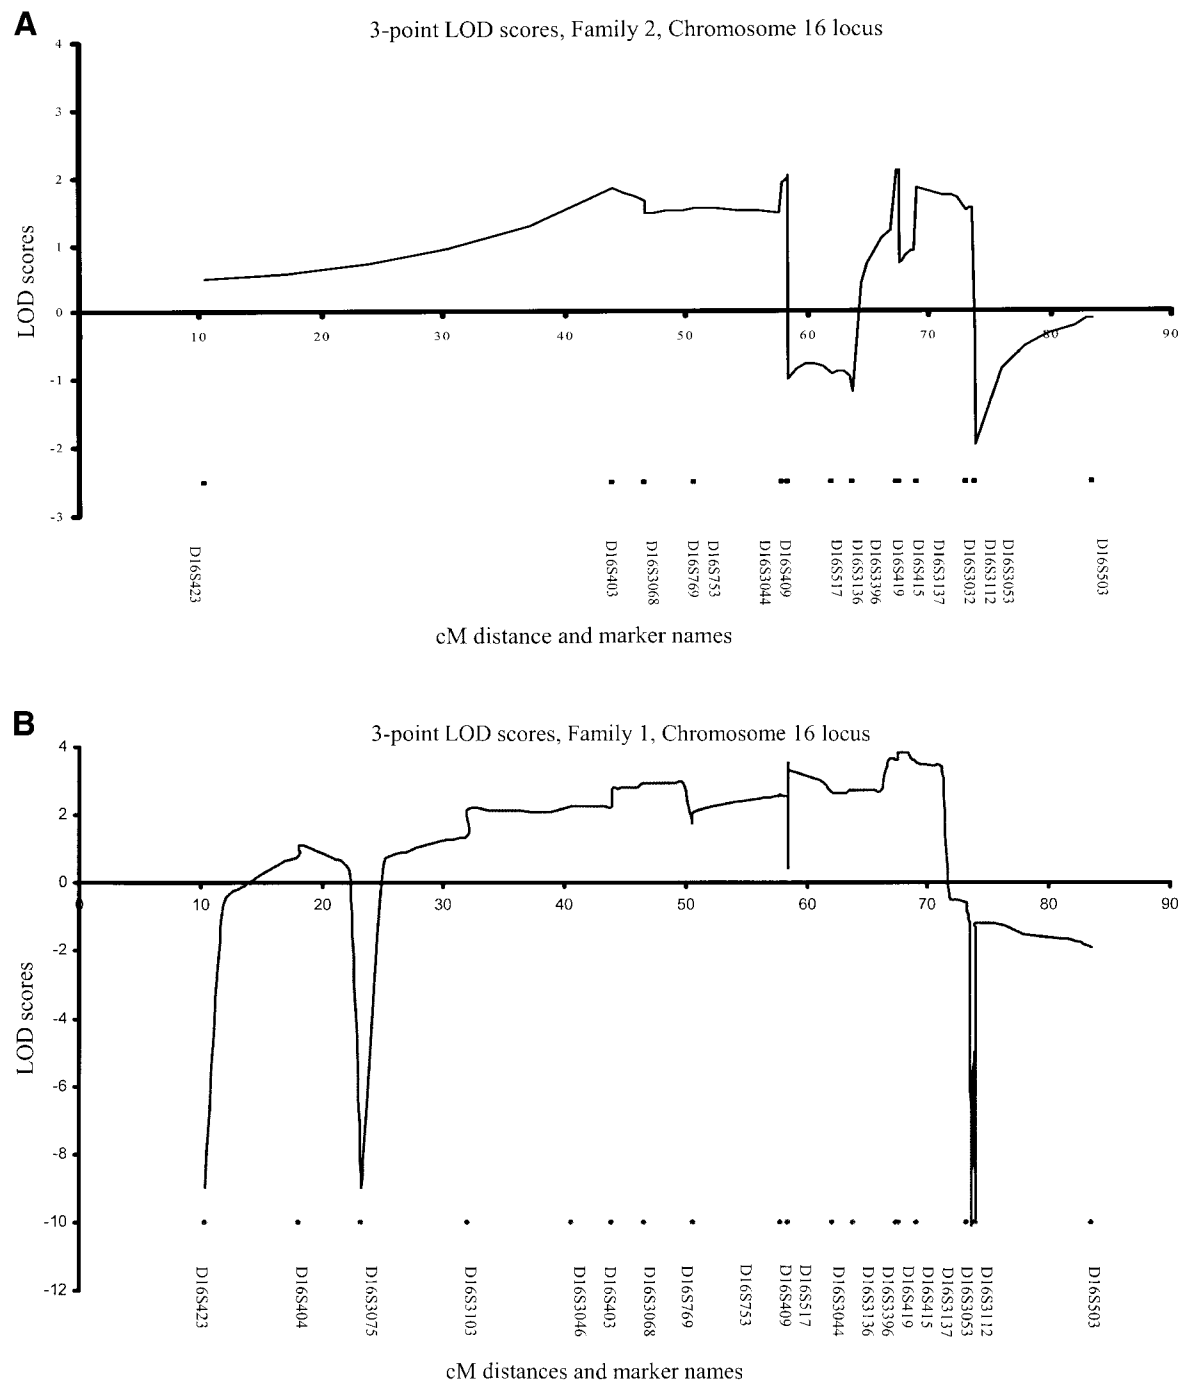 A
3-point LOD scores, Family 2, Chromosome 16 locus
4
3
2
1
0
-1
-2
-3
LOD scores
10 20 30 40 50 60 70 80 90
D16S423 D16S403 D16S3068 D16S769 D16S753 D16S3044 D16S409 D16S517 D16S3136 D16S3396 D16S419 D16S415 D16S3137 D16S3032 D16S3112 D16S3053 D16S503
cM distance and marker names
B
3-point LOD scores, Family 1, Chromosome 16 locus
4
2
0
-2
-4
-6
-8
-10
-12
LOD scores
0 10 20 30 40 50 60 70 80 90
D16S423 D16S404 D16S3075 D16S3103 D16S3046 D16S403 D16S3068 D16S769 D16S753 D16S409 D16S517 D16S3044 D16S3136 D16S3396 D16S419 D16S415 D16S3137 D16S3053 D16S3112 D16S503
cM distances and marker names